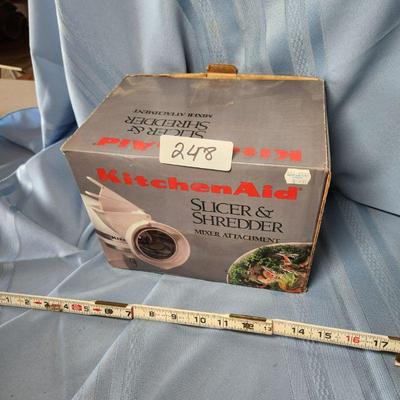 MIXER ATTACHMENT
SLICER &
SHREDDER
KitchenAid
248
KitchenAid®
SLICER &
SHREDDER
MIXER ATTACHMENT
1 2 3 4 5 6 7 8 9 10 11 12 13 14 15 16 17